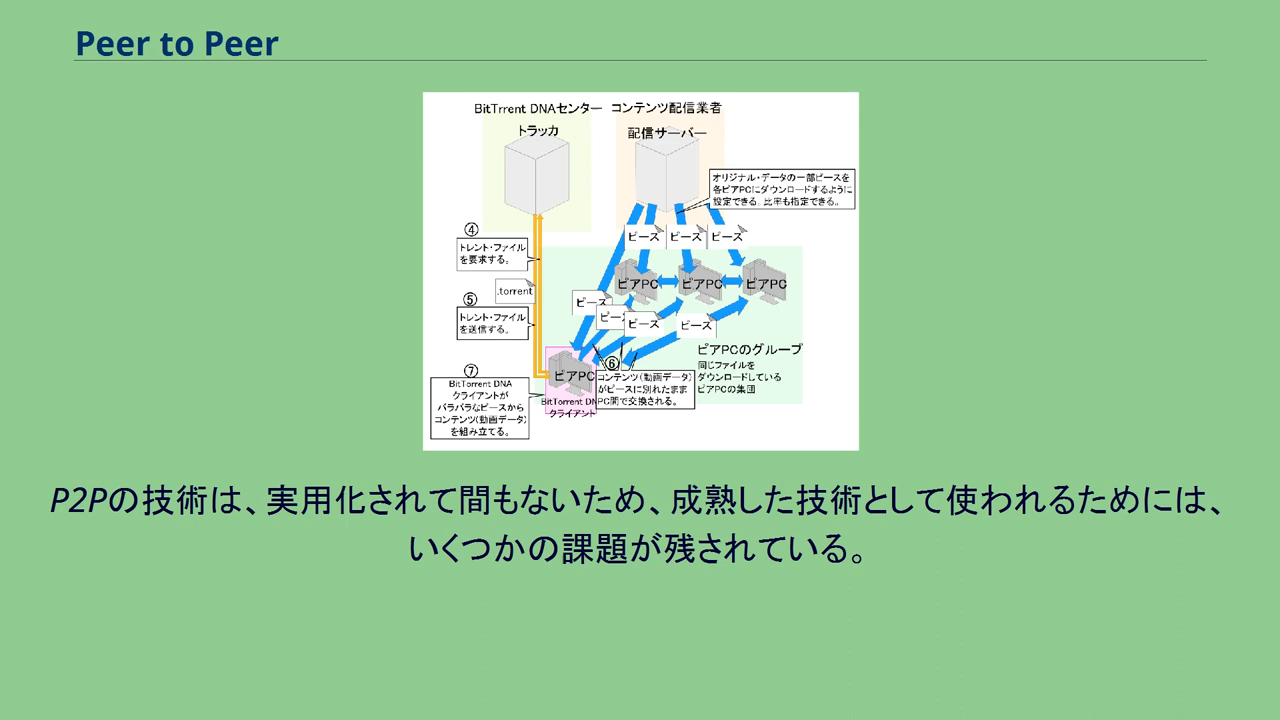 Peer to Peer
BitTrrent DNAセンター
コンテンツ配信業者
トラッカ
配信サーバー
オリジナル・データの一部ピースを
各ピアPCにダウンロードするように
設定できる。比率も指定できる。
④
トレント・ファイル
を要求する。
ピース
ピース
ピース
ピアPC
ピアPC
ピアPC
.torrent
⑤
トレント・ファイル
を送信する。
ピース
ピース
ピース
ピース
ピアPCのグループ
同じファイルを
ダウンロードしている
ピアPCの集団
⑥
コンテンツ(動画データ)
がピースに別れたまま
PC間で交換される。
ピアPC
BitTorrent DN
クライアント
⑦
BitTorrent DNA
クライアントが
バラバラなピースから
コンテンツ(動画データ)
を組み立てる。
P2Pの技術は、実用化されて間もないため、成熟した技術として使われるためには、
いくつかの課題が残されている。